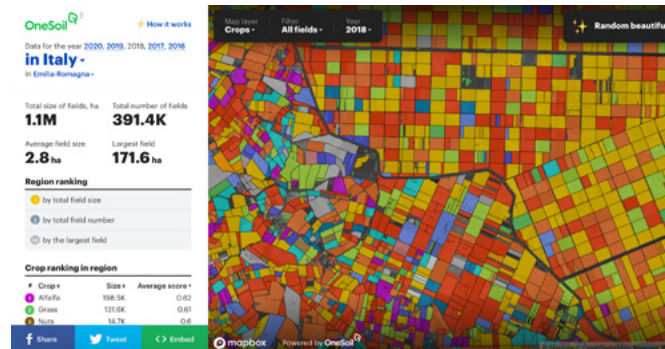 OneSoil
⚡ How it works
Data for the year 2020, 2019, 2018, 2017, 2016
in Italy
In Emilia-Romagna
Total size of fields, ha
Total number of fields
1.1M
391.4K
Average field size
Largest field
2.8 ha
171.6 ha
Region ranking
by total field size
by total field number
by the largest field
Crop ranking in region
# Crop Size Average score
1 Alfalfa 198.5K 0.62
2 Grass 131.6K 0.61
3 Nuts 14.7K 0.6
Share
Tweet
<> Embed
Map layer
Crops
Filter
All fields
Year
2018
Random beautifu
mapbox
Powered by OneSoil